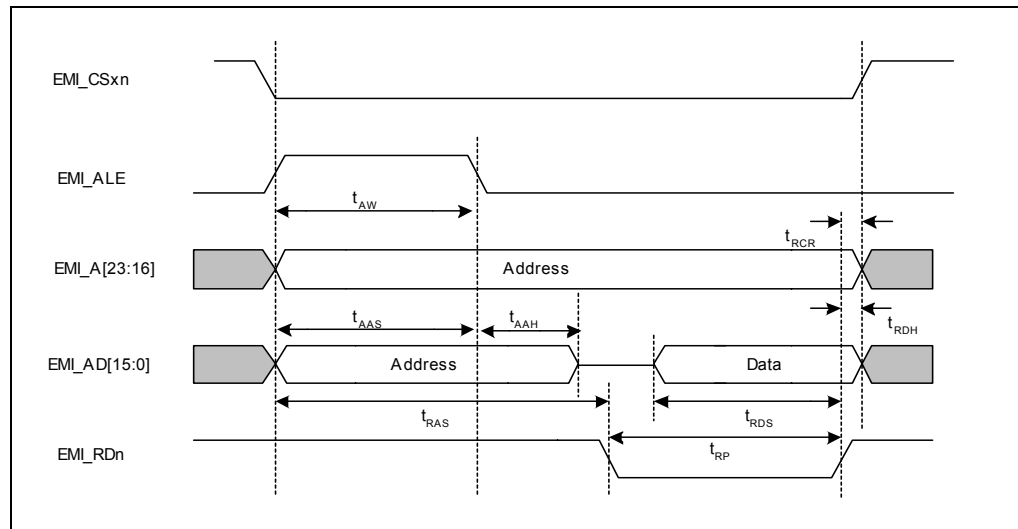 EMI_CSxn
EMI_ALE
tAW
tRCR
EMI_A[23:16]
Address
tAAS
tAAH
tRDH
EMI_AD[15:0]
Address
Data
tRAS
tRDS
EMI_RDn
tRP